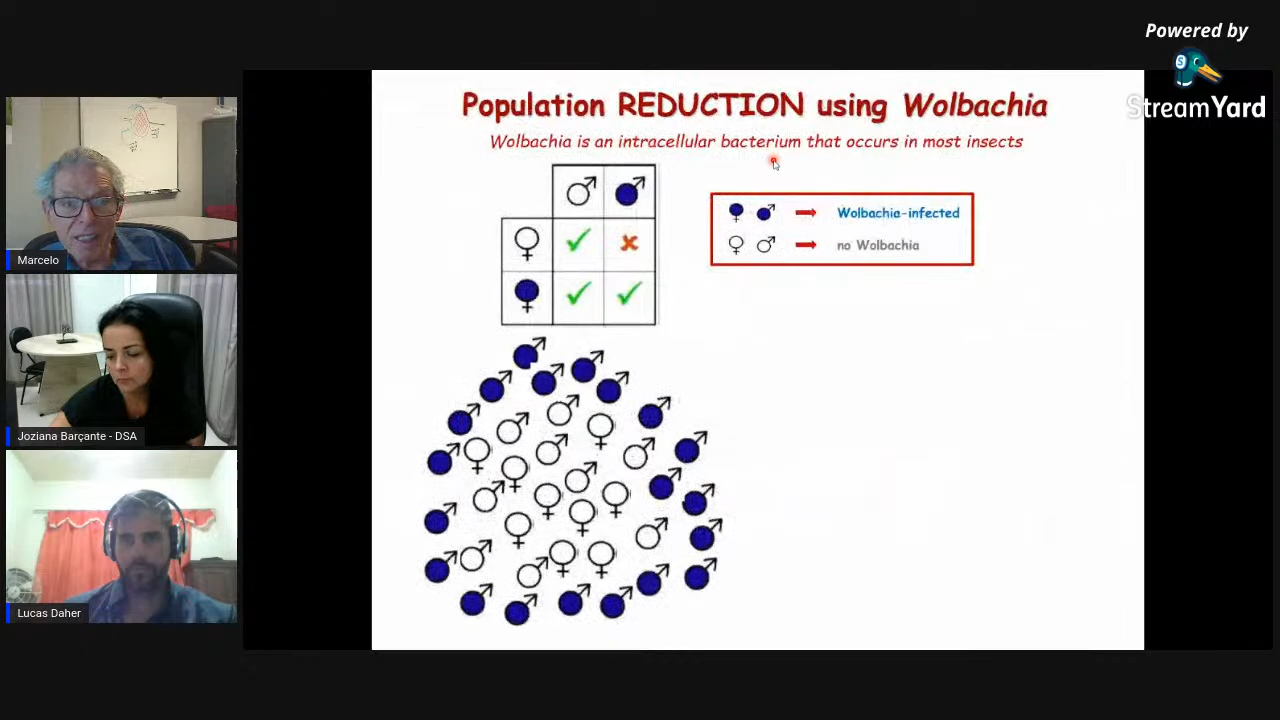 Powered by
StreamYard
Population REDUCTION using Wolbachia
Wolbachia is an intracellular bacterium that occurs in most insects
Wolbachia-infected
no Wolbachia
Marcelo
Joziana Barçante - DSA
Lucas Daher